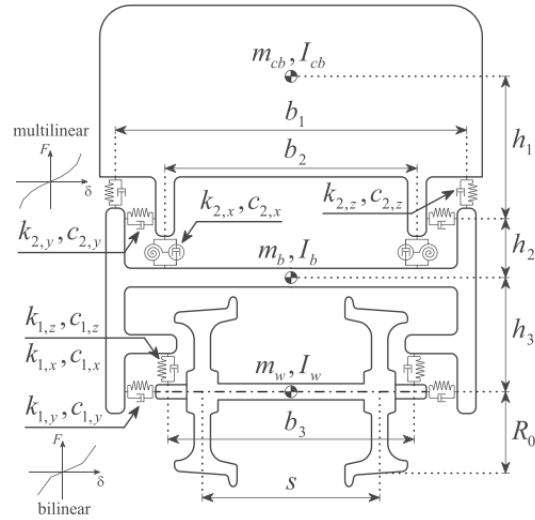 m_cb, I_cb
b_1
h_1
multilinear
F
δ
b_2
k_2,x, c_2,x
k_2,z, c_2,z
k_2,y, c_2,y
h_2
m_b, I_b
k_1,z, c_1,z
k_1,x, c_1,x
h_3
m_w, I_w
k_1,y, c_1,y
b_3
R_0
F
δ
s
bilinear